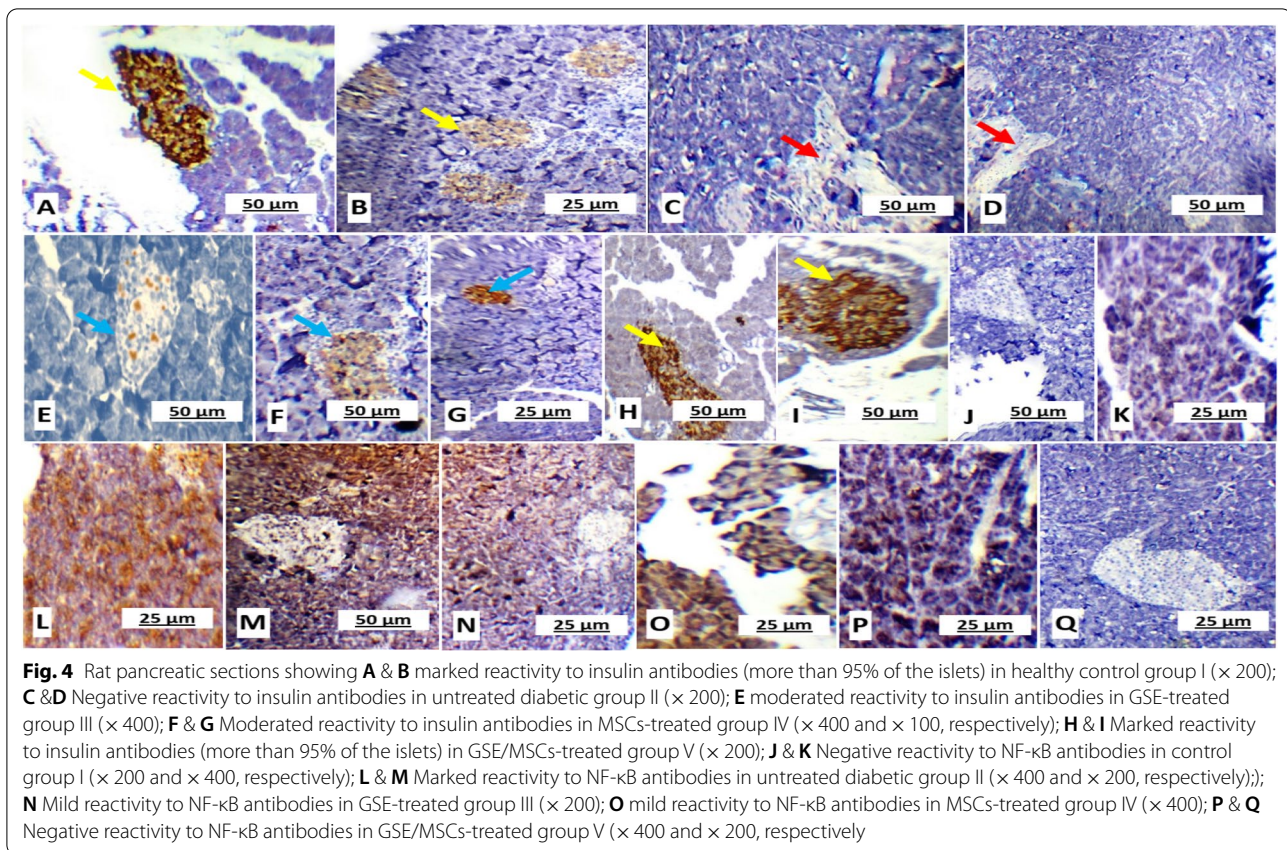 A
50 µm
B
25 µm
C
50 µm
D
50 µm
E
50 µm
F
50 µm
G
25 µm
H
50 µm
I
50 µm
J
50 µm
K
25 µm
L
25 µm
M
50 µm
N
25 µm
O
25 µm
P
25 µm
Q
25 µm
Fig. 4 Rat pancreatic sections showing A & B marked reactivity to insulin antibodies (more than 95% of the islets) in healthy control group I (× 200);
C &D Negative reactivity to insulin antibodies in untreated diabetic group II (× 200); E moderated reactivity to insulin antibodies in GSE-treated
group III (× 400); F & G Moderated reactivity to insulin antibodies in MSCs-treated group IV (× 400 and × 100, respectively); H & I Marked reactivity
to insulin antibodies (more than 95% of the islets) in GSE/MSCs-treated group V (× 200); J & K Negative reactivity to NF-κB antibodies in control
group I (× 200 and × 400, respectively); L & M Marked reactivity to NF-κB antibodies in untreated diabetic group II (× 400 and × 200, respectively););
N Mild reactivity to NF-κB antibodies in GSE-treated group III (× 200); O mild reactivity to NF-κB antibodies in MSCs-treated group IV (× 400); P & Q
Negative reactivity to NF-κB antibodies in GSE/MSCs-treated group V (× 400 and × 200, respectively